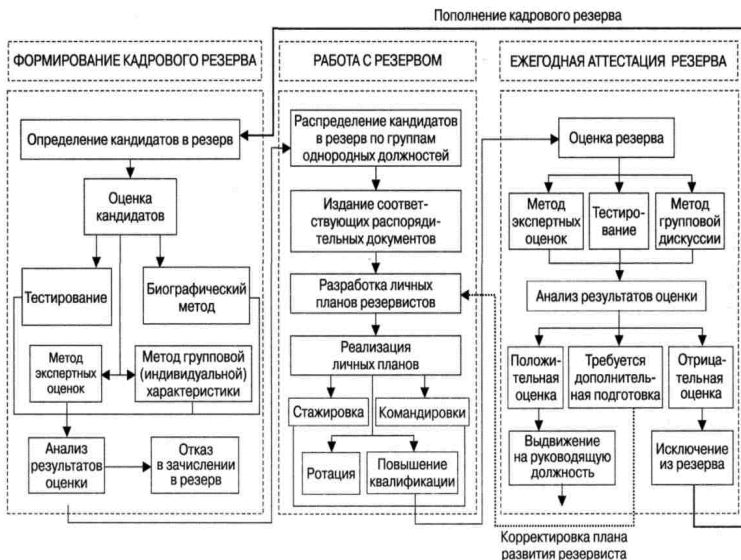 Пополнение кадрового резерва
ФОРМИРОВАНИЕ КАДРОВОГО РЕЗЕРВА
Определение кандидатов в резерв
Оценка
кандидатов
Тестирование
Биографический
метод
Метод
экспертных
оценок
Метод групповой
(индивидуальной)
характеристики
Анализ
результатов
оценки
Отказ
в зачислении
в резерв
РАБОТА С РЕЗЕРВОМ
Распределение кандидатов
в резерв по группам
однородных должностей
Издание соответ-
ствующих распоряди-
тельных документов
Разработка личных
планов резервистов
Реализация
личных планов
Стажировка
Командировки
Ротация
Повышение
квалификации
ЕЖЕГОДНАЯ АТТЕСТАЦИЯ РЕЗЕРВА
Оценка резерва
Метод
экспертных
оценок
Тестиро-
вание
Метод
групповой
дискуссии
Анализ результатов оценки
Положи-
тельная
оценка
Требуется
дополнитель-
ная подготовка
Отрица-
тельная
оценка
Выдвижение
на руководящую
должность
Исключение
из резерва
Корректировка плана
развития резервиста